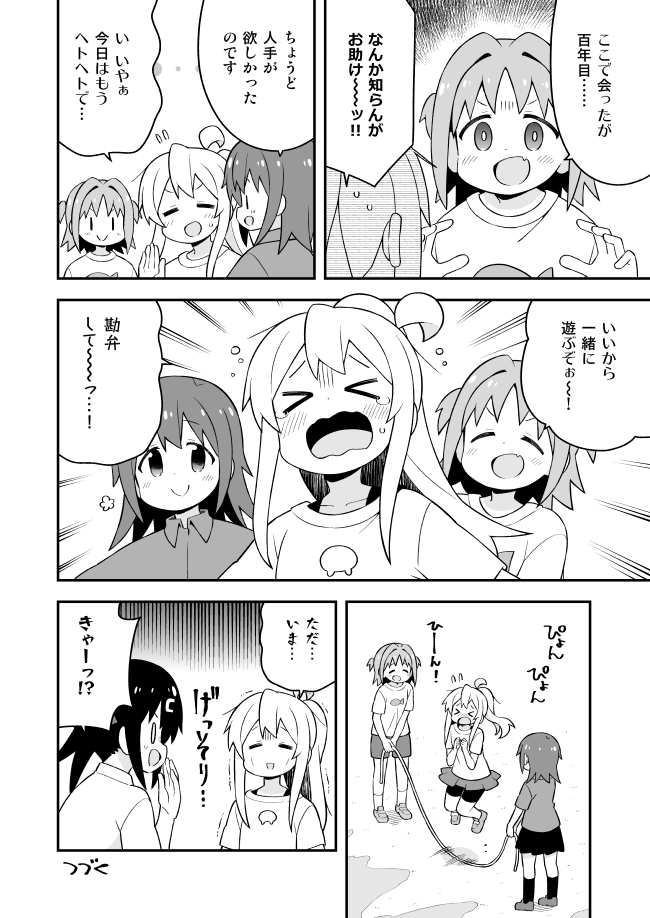 ここで会ったが
百年目……
なんか知らんが
お助け〜〜ッ!!
ちょうど
人手が
欲しかった
のです
い いやぁ
今日はもう
ヘトヘトで…
いいから
一緒に
遊ぶぞぉ〜!
勘弁
して〜〜っ…!
ぴょん
ぴょん
ひーん!
ただ…
いま…
げっそり…
きゃーっ!?
つづく